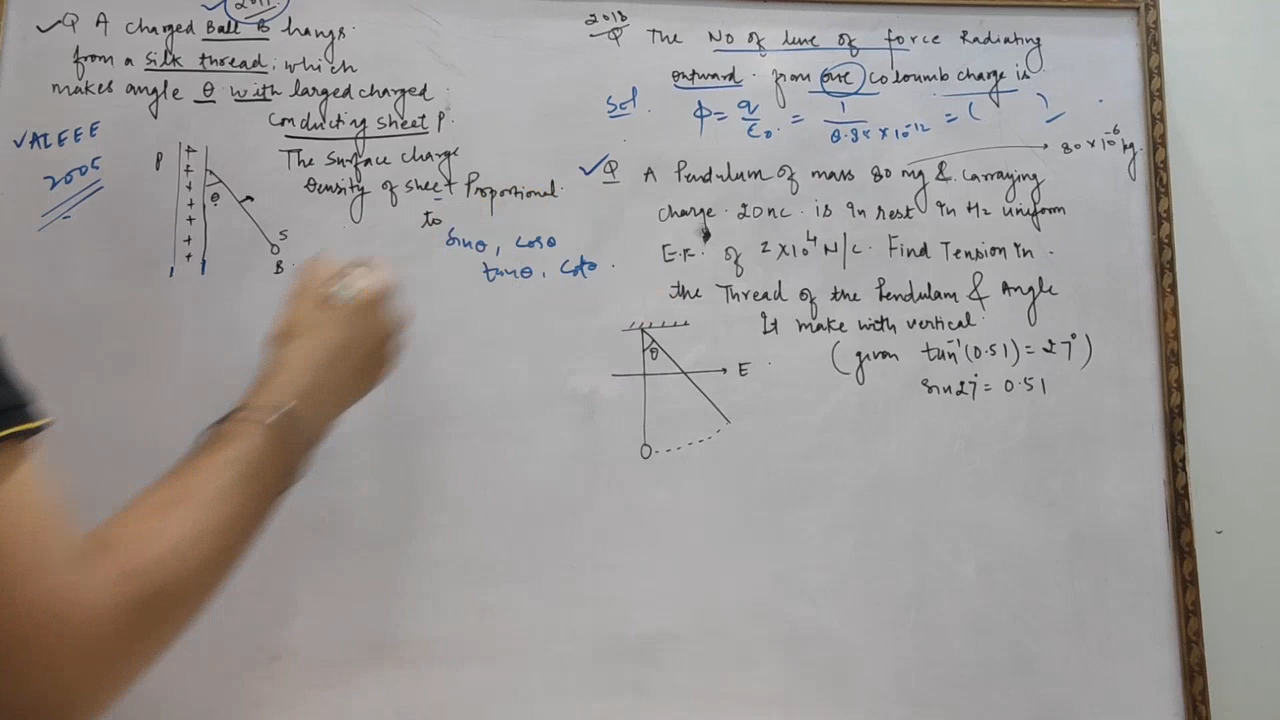 2011
✓Q A charged Ball B hangs.
from a silk thread, which
makes angle θ with larged charged
conducting sheet P.
✓AIEEE
2005
The surface charge
density of sheet Proportional
to
sinθ, cosθ
tanθ, cotθ.
P
θ
S
B
2018
Q The No of line of force Radiating
outward. from one coloumb charge is
Sol. ϕ = q/ε₀ = 1/8.85×10⁻¹² = ( )
✓Q A Pendulum of mass 80 mg & carraying → 80×10⁻⁶ kg.
charge 20nc. is in rest in Hz uniform
E.F. of 2×10⁴ N/C. Find Tension in
the Thread of the Pendulam & Angle
It make with vertical.
(given tan⁻¹(0.51) = 27°)
sin27° = 0.51
θ
E